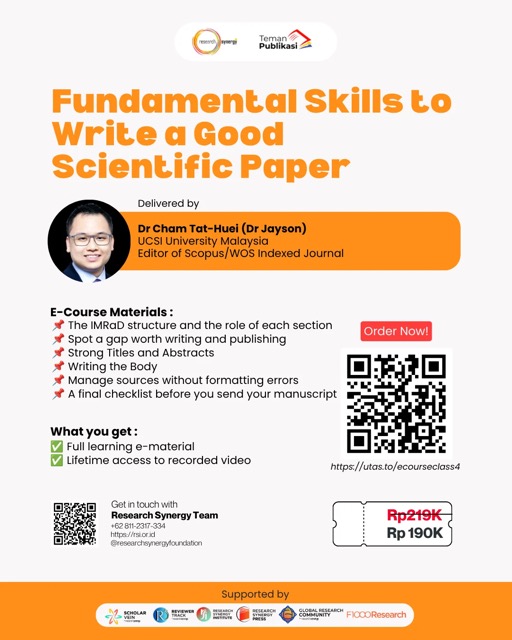 research synergy
Teman
Publikasi
Fundamental Skills to
Write a Good
Scientific Paper
Delivered by
Dr Cham Tat-Huei (Dr Jayson)
UCSI University Malaysia
Editor of Scopus/WOS Indexed Journal
E-Course Materials :
📌 The IMRaD structure and the role of each section
📌 Spot a gap worth writing and publishing
📌 Strong Titles and Abstracts
📌 Writing the Body
📌 Manage sources without formatting errors
📌 A final checklist before you send your manuscript
Order Now!
https://utas.to/ecourseclass4
What you get :
✅ Full learning e-material
✅ Lifetime access to recorded video
Get in touch with
Research Synergy Team
+62 811-2317-334
https://rsi.or.id
@researchsynergyfoundation
Rp219K
Rp 190K
Supported by
SCHOLAR
VEIN
REVIEWER
TRACK
RESEARCH
SYNERGY
INSTITUTE
RESEARCH
SYNERGY
PRESS
GLOBAL RESEARCH
COMMUNITY
F1000Research